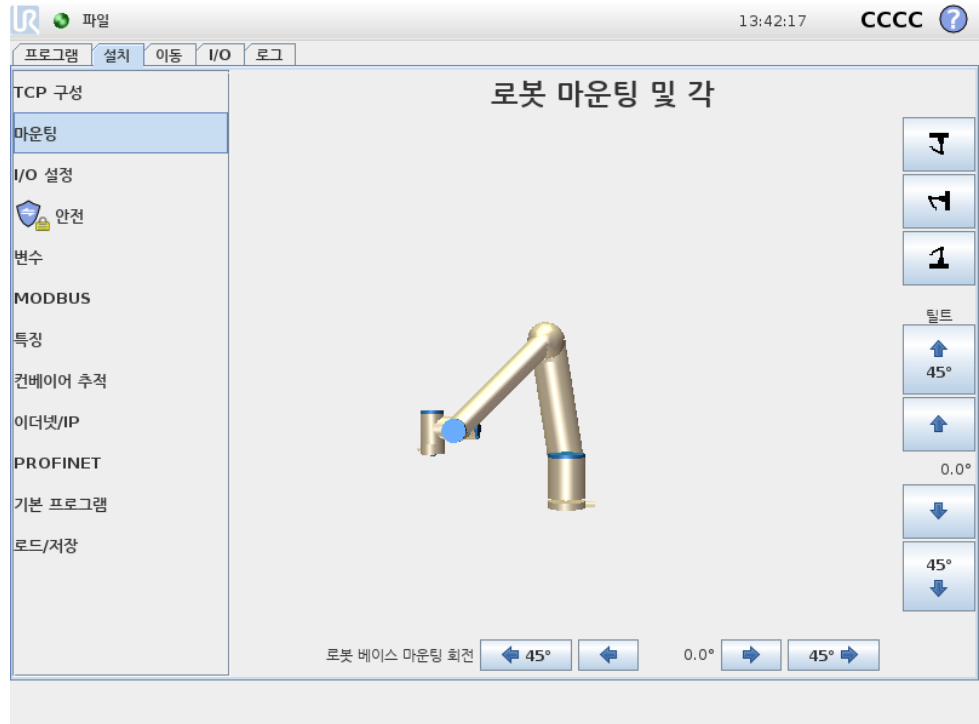 UR 파일 13:42:17 CCCC ?
프로그램 설치 이동 I/O 로그
TCP 구성
마운팅
I/O 설정
안전
변수
MODBUS
특징
컨베이어 추적
이더넷/IP
PROFINET
기본 프로그램
로드/저장
로봇 마운팅 및 각
틸트
45°
0.0°
45°
로봇 베이스 마운팅 회전 45° 0.0° 45°